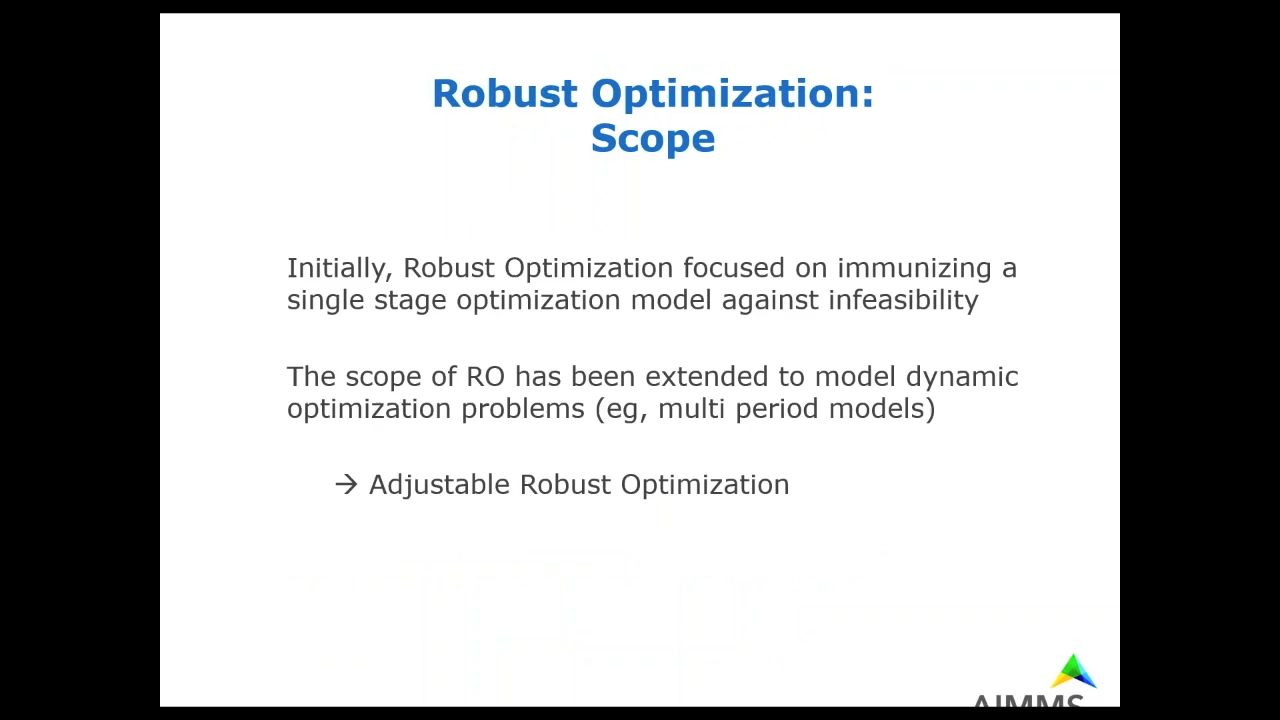 Robust Optimization:
Scope
Initially, Robust Optimization focused on immunizing a
single stage optimization model against infeasibility
The scope of RO has been extended to model dynamic
optimization problems (eg, multi period models)
→ Adjustable Robust Optimization
AIMMS